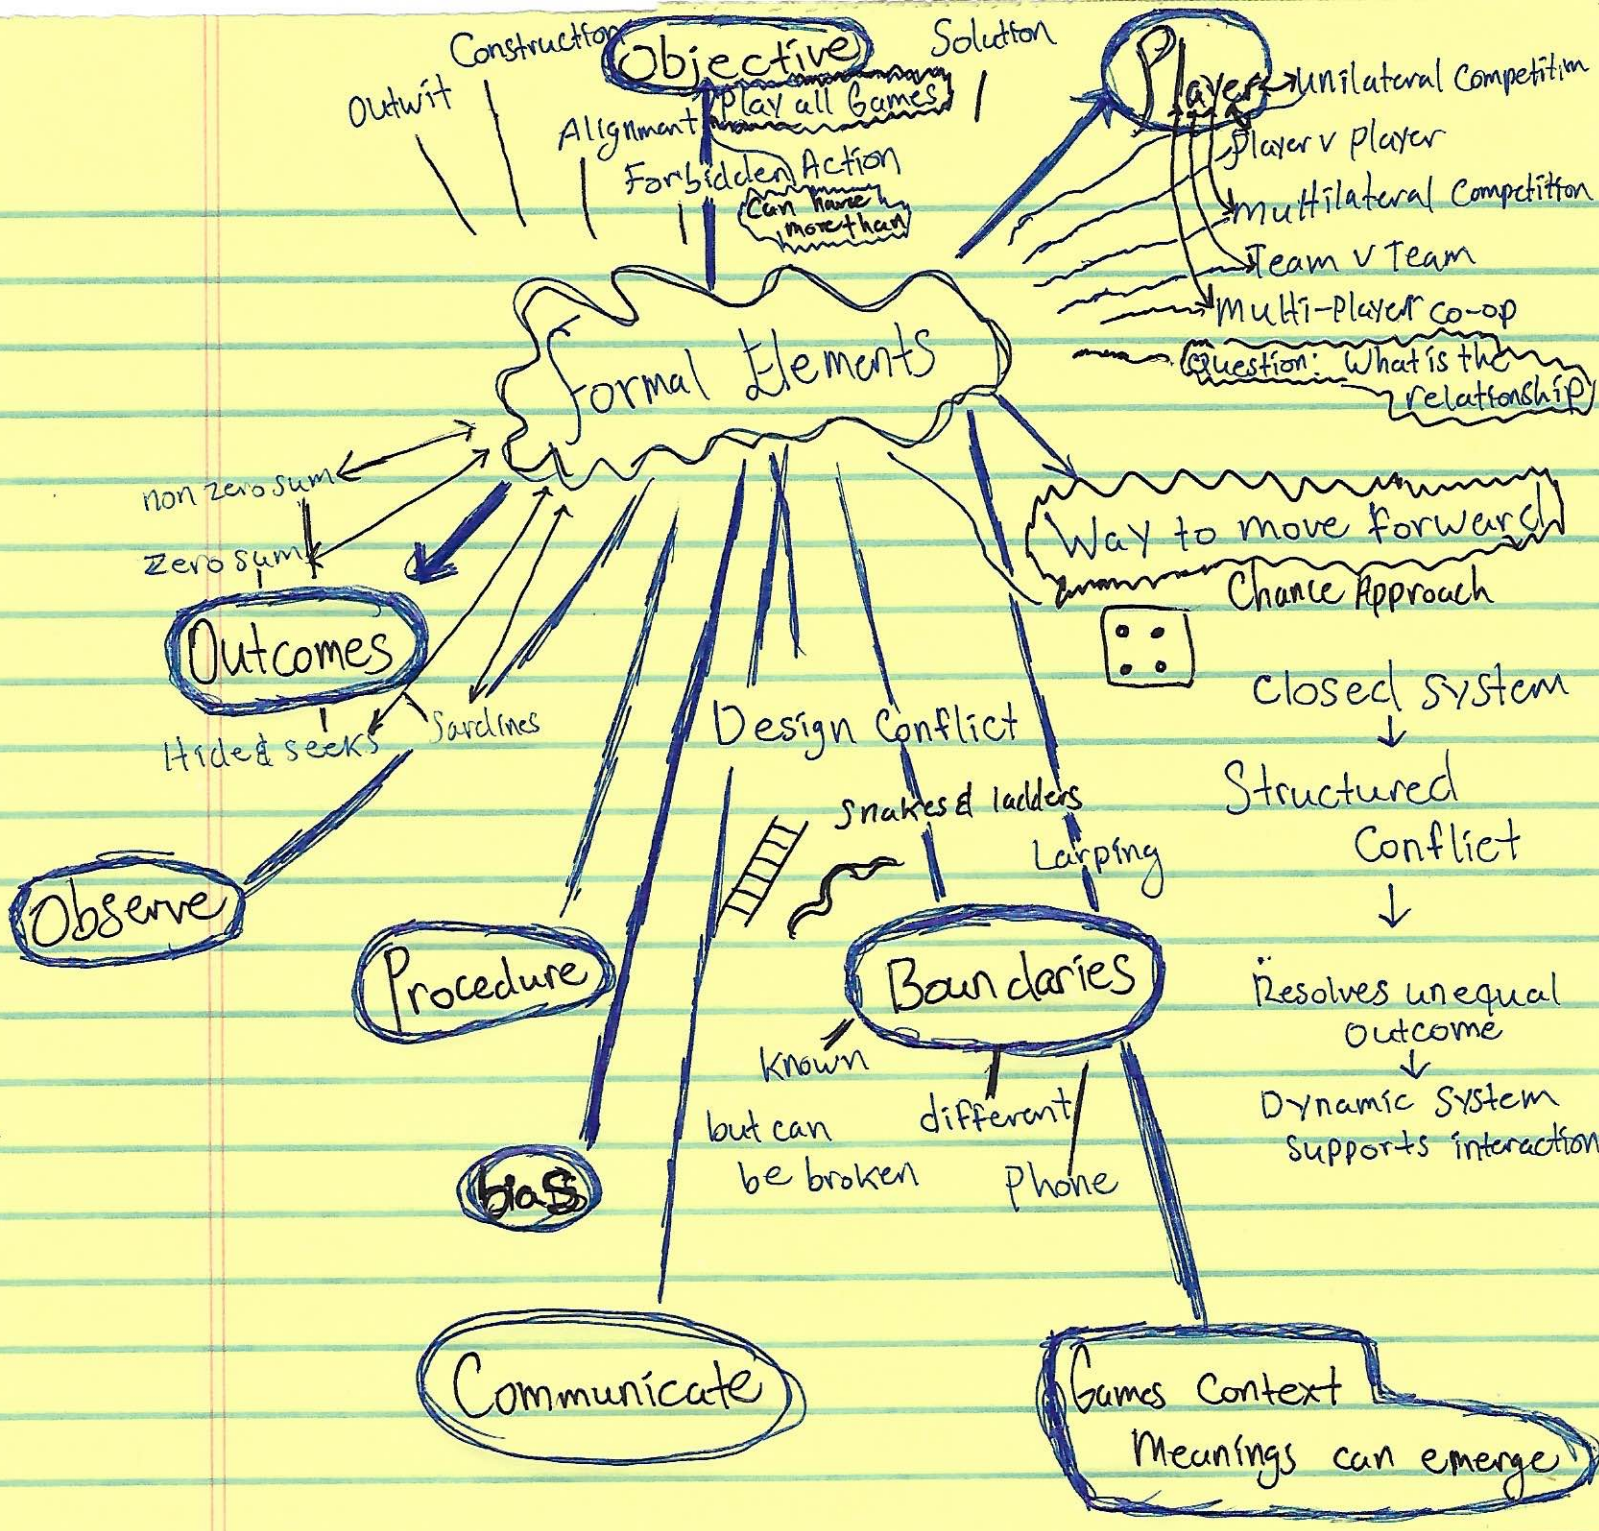 Construction
Objective
Solution
Player
Outwit
Play all Games
Unilateral Competition
Alignment
Player v Player
Forbidden Action
Can have
more than
Multilateral Competition
Team v Team
Multi-Player co-op
Question: What is the
relationship
Formal Elements
non zero sum
zero sum
Way to move forward
Chance Approach
Outcomes
Hide & seeks
Sardines
Design Conflict
Closed System
Structured
Conflict
Snakes & ladders
Larping
Observe
Procedure
Boundaries
Resolves unequal
outcome
Known
but can
be broken
different
Phone
Dynamic System
supports interaction
bias
Communicate
Games Context
Meanings can emerge